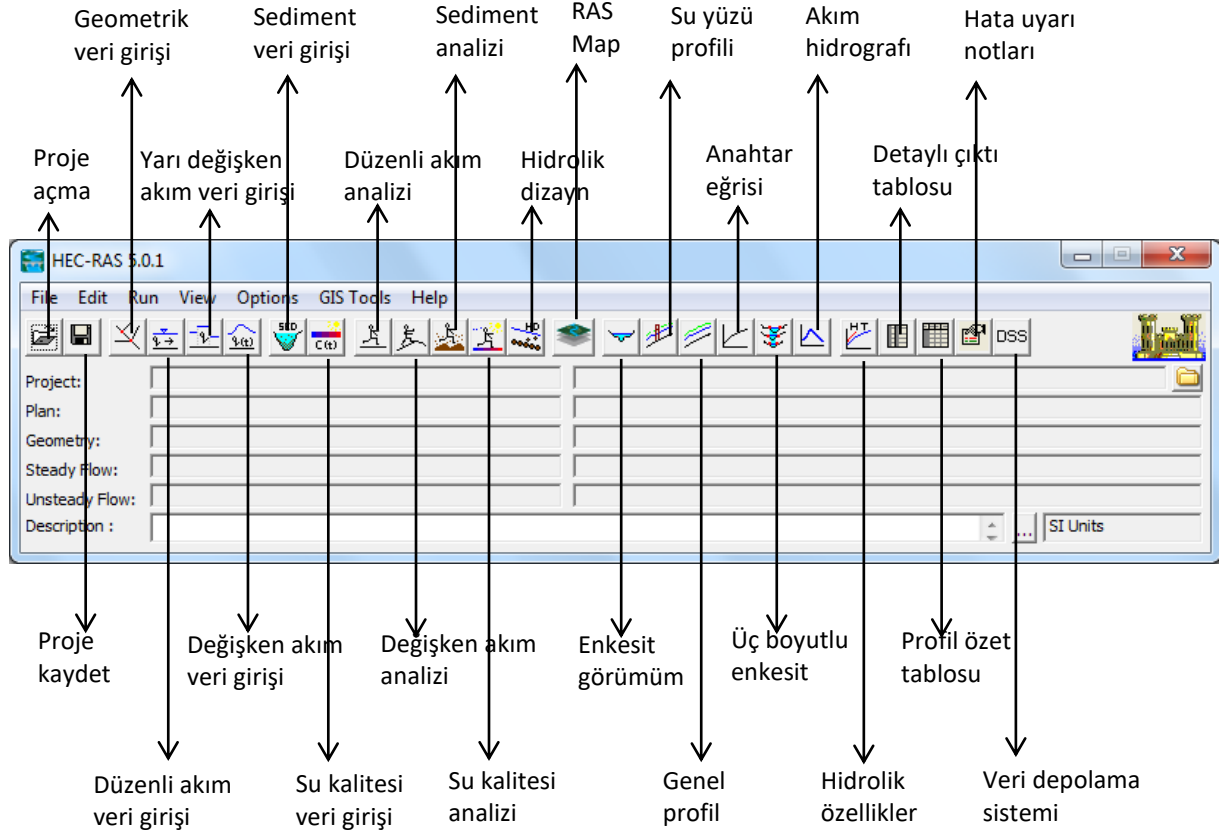 Geometrik
veri girişi
Sediment
veri girişi
Sediment
analizi
RAS
Map
Su yüzü
profili
Akım
hidrografı
Hata uyarı
notları
Proje
açma
Yarı değişken
akım veri girişi
Düzenli akım
analizi
Hidrolik
dizayn
Anahtar
eğrisi
Detaylı çıktı
tablosu
HEC-RAS 5.0.1
File Edit Run View Options GIS Tools Help
SED
C(t)
HD
HT
DSS
Project:
Plan:
Geometry:
Steady Flow:
Unsteady Flow:
Description :
...
SI Units
Proje
kaydet
Değişken akım
veri girişi
Değişken akım
analizi
Enkesit
görümüm
Üç boyutlu
enkesit
Profil özet
tablosu
Düzenli akım
veri girişi
Su kalitesi
veri girişi
Su kalitesi
analizi
Genel
profil
Hidrolik
özellikler
Veri depolama
sistemi